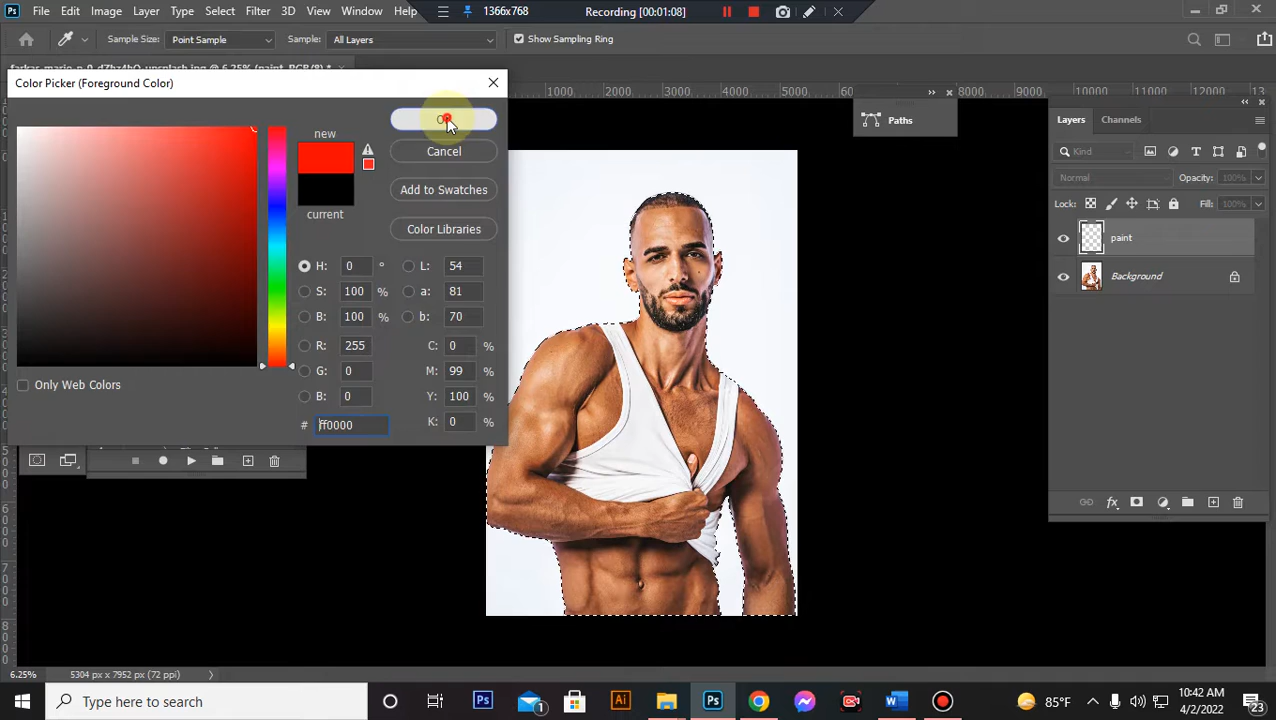 File Edit Image Layer Type Select Filter 3D View Window Help
1366x768
Recording [00:01:08]
Sample Size: Point Sample
Sample: All Layers
Show Sampling Ring
Color Picker (Foreground Color)
1000 2000 3000 4000 5000 8000 9000 10000 11000
new
current
Cancel
Add to Swatches
Color Libraries
H: 0 °
S: 100 %
B: 100 %
R: 255
G: 0
B: 0
L: 54
a: 81
b: 70
C: 0 %
M: 99 %
Y: 100 %
K: 0 %
# ff0000
Only Web Colors
Paths
Layers Channels
Kind
Normal
Opacity: 100%
Lock:
Fill: 100%
paint
Background
6.25% 5304 px x 7952 px (72 ppi)
Type here to search
Ps
1
Ai
Ps
85°F
10:42 AM
4/2/2022
23